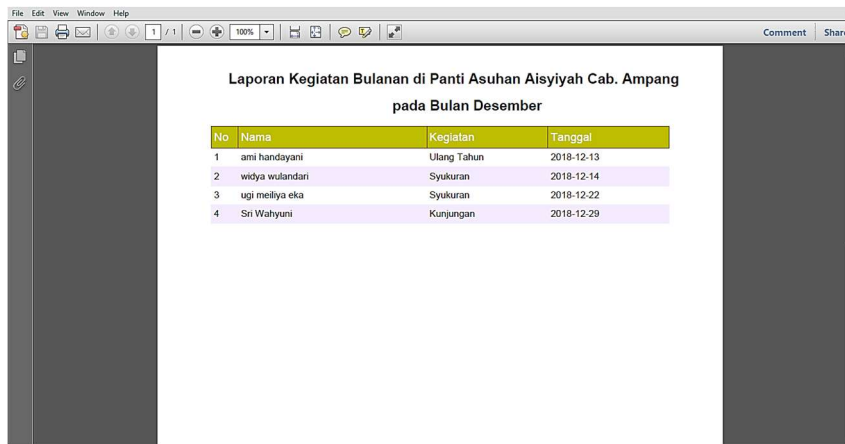 File Edit View Window Help
1 / 1 100% Comment Share
Laporan Kegiatan Bulanan di Panti Asuhan Aisyiyah Cab. Ampang
pada Bulan Desember
No Nama Kegiatan Tanggal
1 ami handayani Ulang Tahun 2018-12-13
2 widya wulandari Syukuran 2018-12-14
3 ugi meiliya eka Syukuran 2018-12-22
4 Sri Wahyuni Kunjungan 2018-12-29